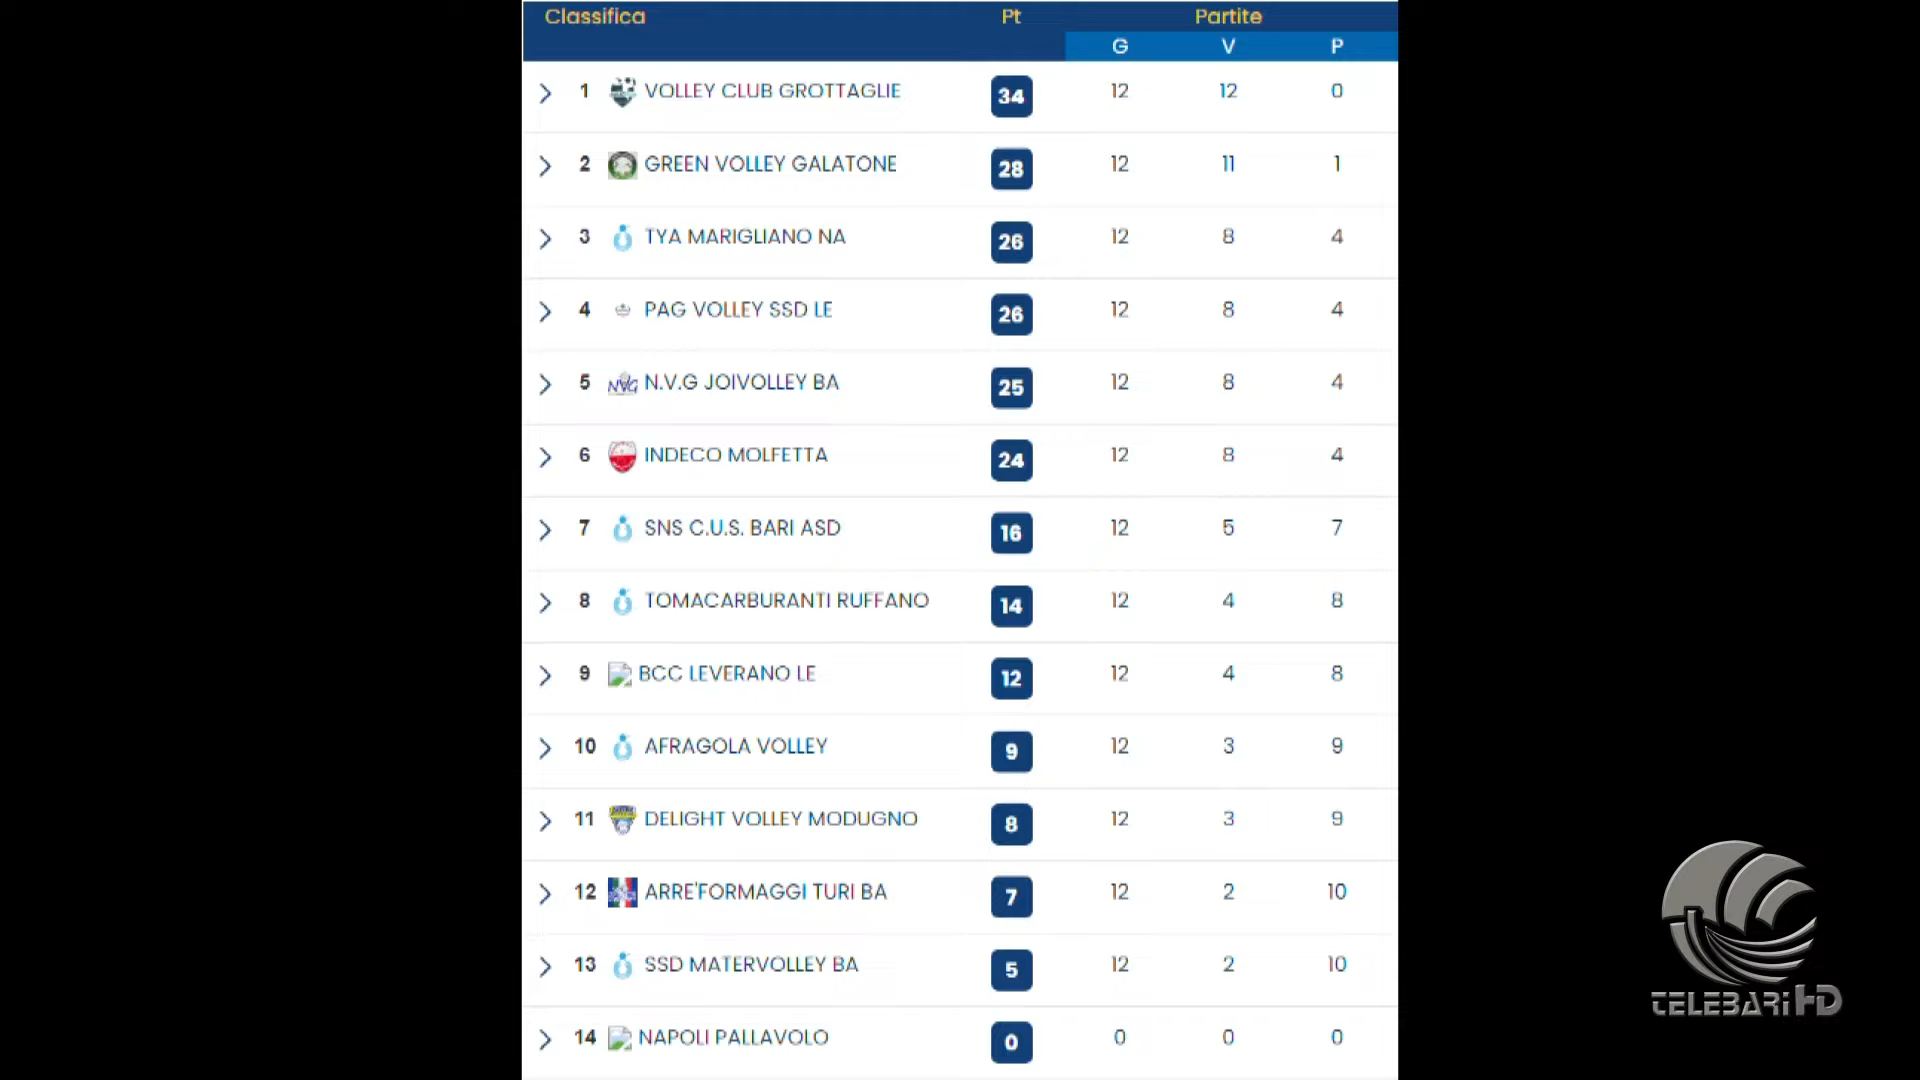 Classifica Pt Partite
G V P
1 VOLLEY CLUB GROTTAGLIE 34 12 12 0
2 GREEN VOLLEY GALATONE 28 12 11 1
3 TYA MARIGLIANO NA 26 12 8 4
4 PAG VOLLEY SSD LE 26 12 8 4
5 NVG N.V.G JOIVOLLEY BA 25 12 8 4
6 INDECO MOLFETTA 24 12 8 4
7 SNS C.U.S. BARI ASD 16 12 5 7
8 TOMACARBURANTI RUFFANO 14 12 4 8
9 BCC LEVERANO LE 12 12 4 8
10 AFRAGOLA VOLLEY 9 12 3 9
11 DELIGHT VOLLEY MODUGNO 8 12 3 9
12 ARRE'FORMAGGI TURI BA 7 12 2 10
13 SSD MATERVOLLEY BA 5 12 2 10
14 NAPOLI PALLAVOLO 0 0 0 0
TELEBARI HD